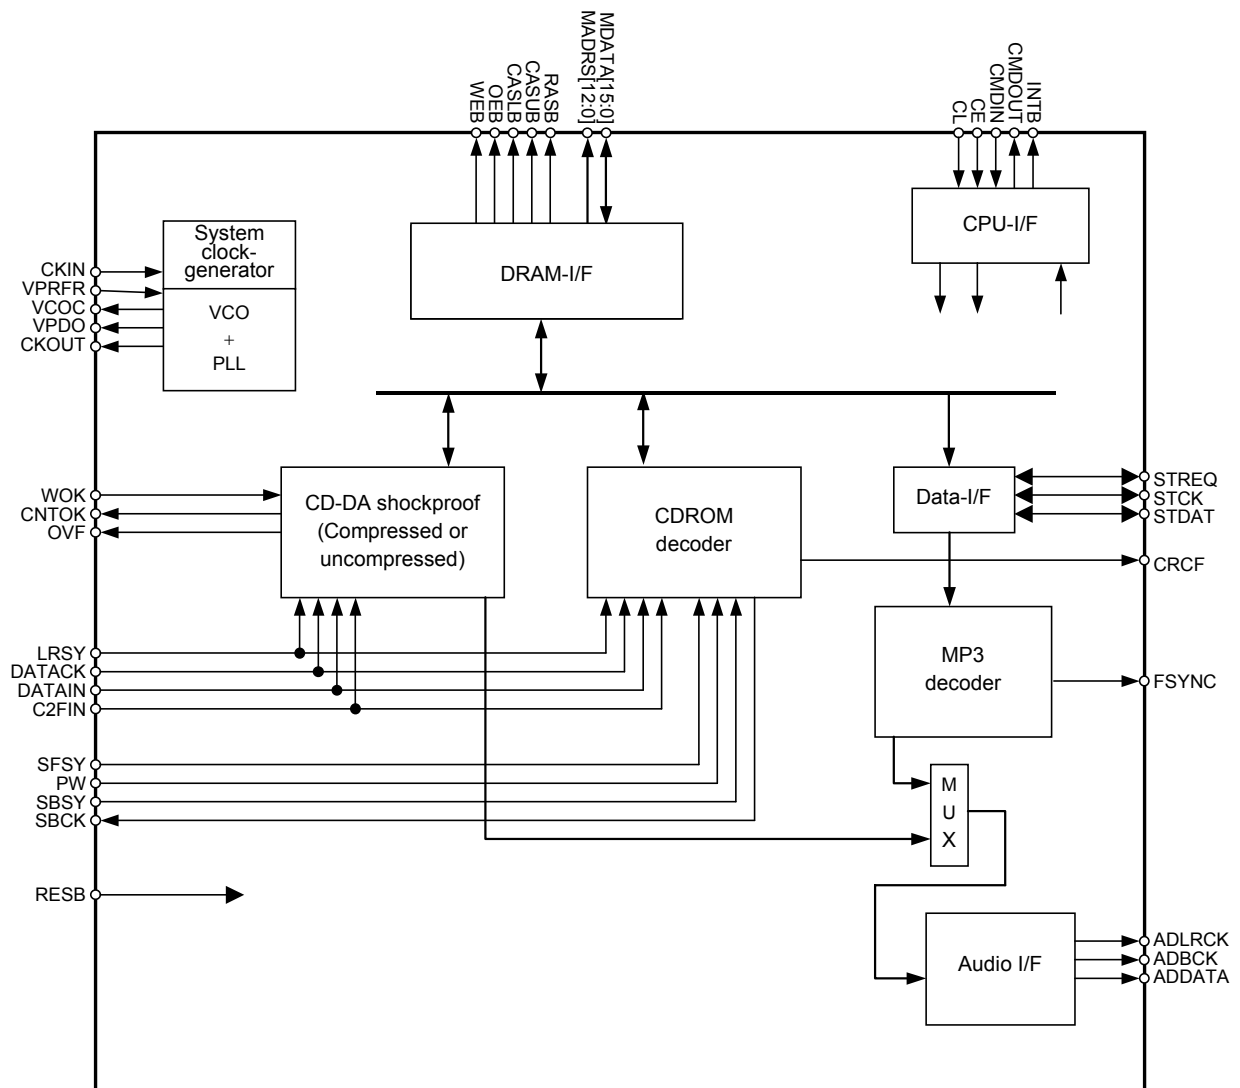 WEB
OEB
CASLB
CASUB
RASB
MADRS[12:0]
MDATA[15:0]
CL
CE
CMDIN
CMDOUT
INTB
System
clock-
generator
VCO
+
PLL
CKIN
VPRFR
VCOC
VPDO
CKOUT
DRAM-I/F
CPU-I/F
WOK
CNTOK
OVF
CD-DA shockproof
(Compressed or
uncompressed)
CDROM
decoder
Data-I/F
STREQ
STCK
STDAT
CRCF
LRSY
DATACK
DATAIN
C2FIN
MP3
decoder
FSYNC
SFSY
PW
SBSY
SBCK
M
U
X
RESB
Audio I/F
ADLRCK
ADBCK
ADDATA